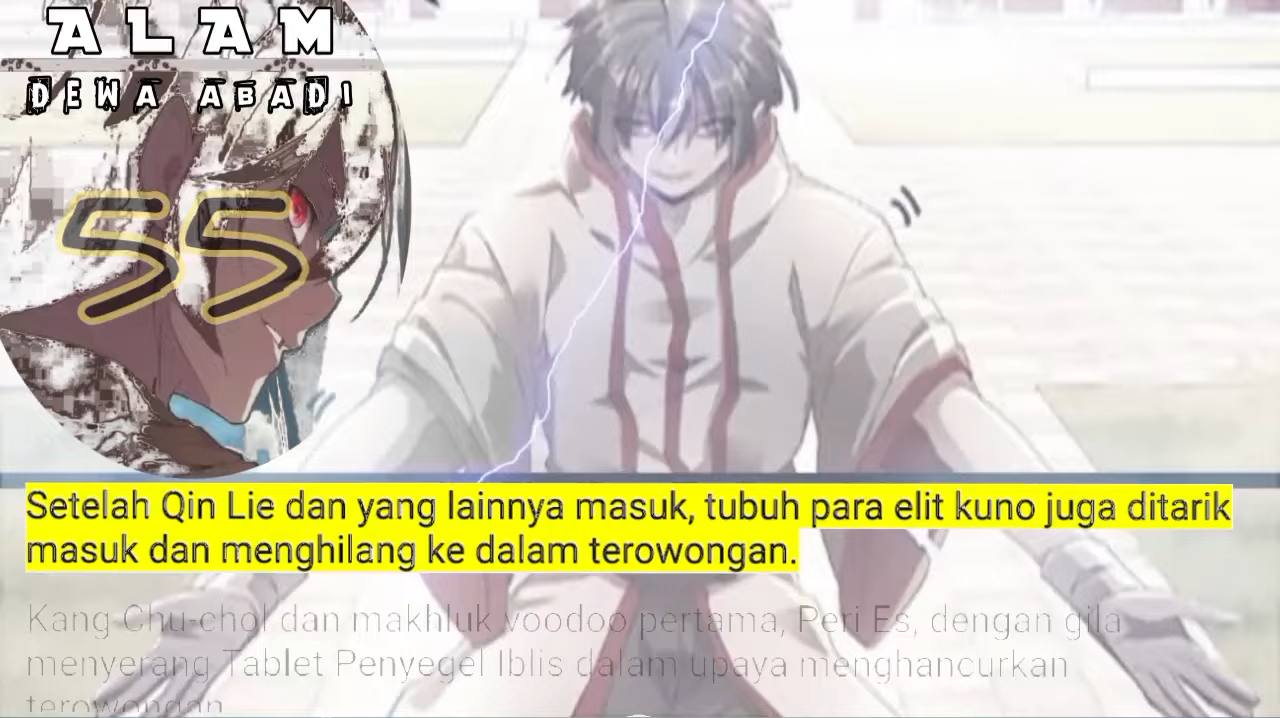 ALAM
DEWA ABADI
55
Setelah Qin Lie dan yang lainnya masuk, tubuh para elit kuno juga ditarik
masuk dan menghilang ke dalam terowongan.
Kang Chu-chol dan makhluk voodoo pertama, Peri Es, dengan gila
menyerang Tablet Penyegel Iblis dalam upaya menghancurkan
terowongan.